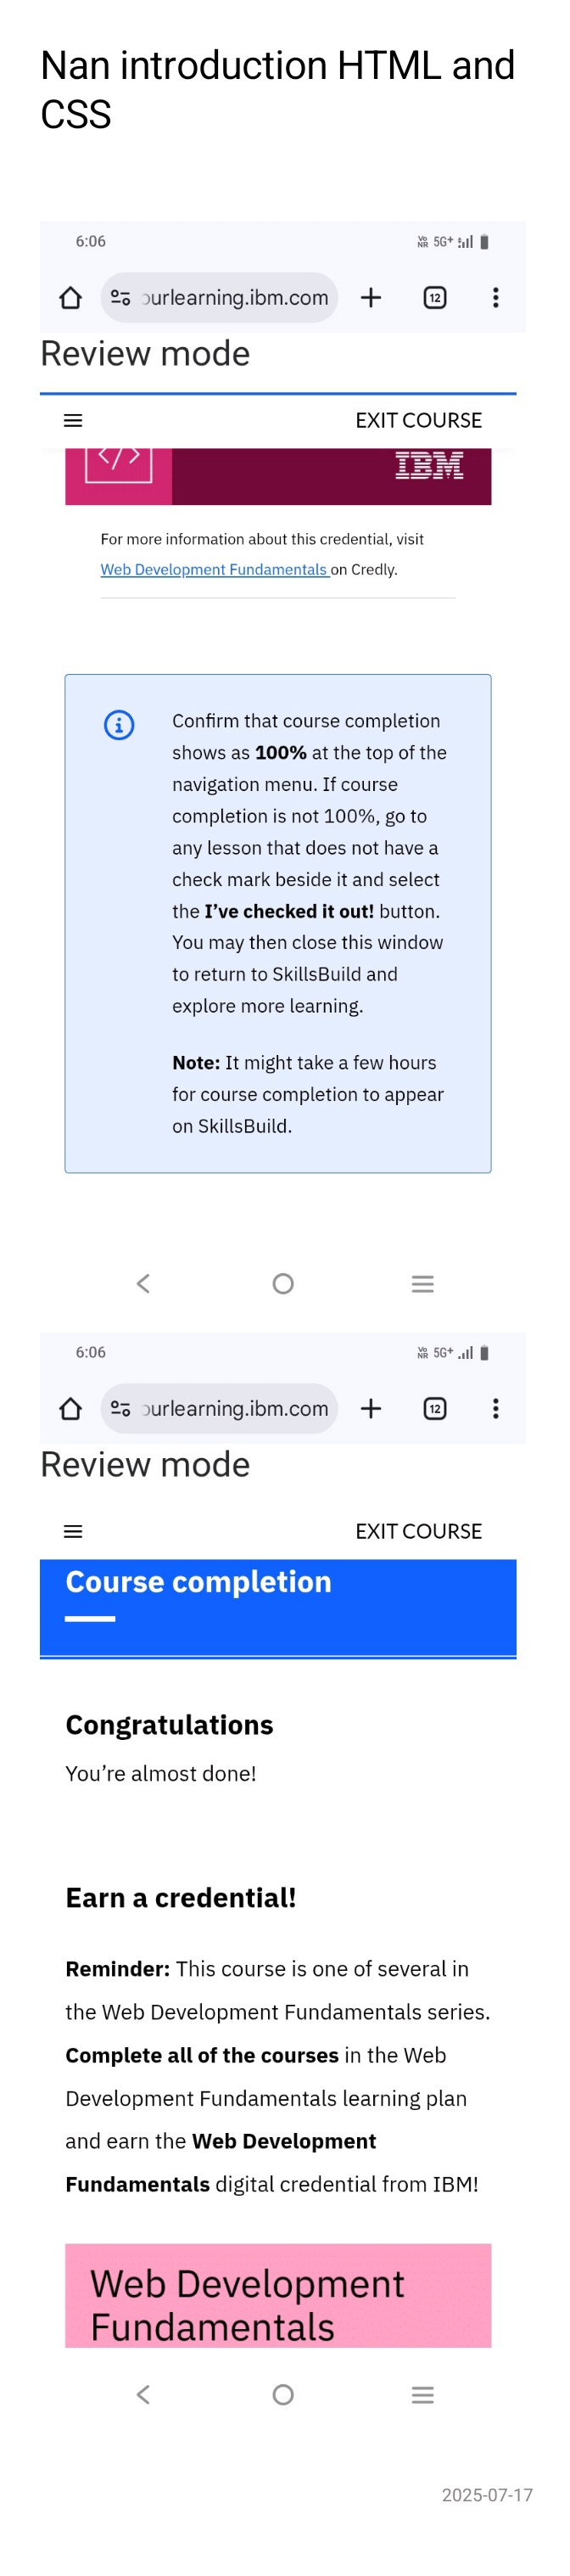 Nan introduction HTML and
CSS
6:06
Vo
NR 5G+
ourlearning.ibm.com
12
Review mode
EXIT COURSE
</>
IBM
For more information about this credential, visit
Web Development Fundamentals on Credly.
Confirm that course completion
shows as 100% at the top of the
navigation menu. If course
completion is not 100%, go to
any lesson that does not have a
check mark beside it and select
the I’ve checked it out! button.
You may then close this window
to return to SkillsBuild and
explore more learning.
Note: It might take a few hours
for course completion to appear
on SkillsBuild.
6:06
Vo
NR 5G+
ourlearning.ibm.com
12
Review mode
EXIT COURSE
Course completion
Congratulations
You’re almost done!
Earn a credential!
Reminder: This course is one of several in
the Web Development Fundamentals series.
Complete all of the courses in the Web
Development Fundamentals learning plan
and earn the Web Development
Fundamentals digital credential from IBM!
Web Development
Fundamentals
2025-07-17